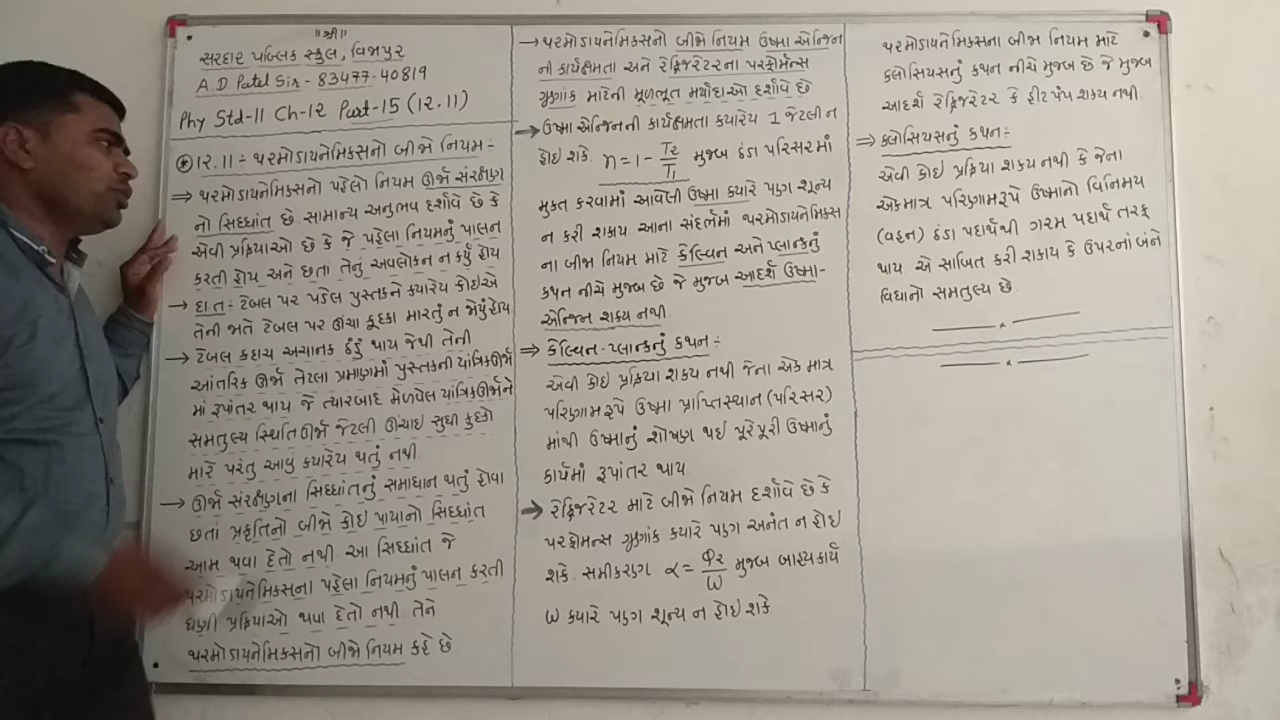 ॥ શ્રી ॥
સરદાર પબ્લિક સ્કુલ, વિજાપુર
A.D. Patel Sir - 83477-40819
Phy Std-11 Ch-12 Part-15 (12.11)
૧૨.11 ÷ થરમોડાયનેમિક્સનો બીજો નિયમ :-
⇒ થરમોડાયનેમિક્સનો પહેલો નિયમ ઊર્જા સંરક્ષણ
નો સિધ્ધાંત છે. સામાન્ય અનુભવ દર્શાવે છે કે
એવી પ્રક્રિયાઓ છે કે જે પહેલા નિયમનું પાલન
કરતી હોય અને છતાં તેનું અવલોકન ન કર્યું હોય
→ દા.ત.- ટેબલ પર પડેલ પુસ્તકને ક્યારેય કોઇએ
તેની જાતે ટેબલ પર ઊંચા કૂદકા મારતું ન જોયું હોય
→ ટેબલ કદાચ અચાનક ઠંડું થાય જેથી તેની
આંતરિક ઊર્જા તેટલા પ્રમાણમાં પુસ્તકની યાંત્રિકઊર્જા
માં રૂપાંતર થાય જે ત્યારબાદ મેળવેલ યાંત્રિકઊર્જાને
સમતુલ્ય સ્થિતિઊર્જા જેટલી ઊંચાઇ સુધી કુદકો
મારે પરંતુ આવું ક્યારેય થતું નથી.
→ ઊર્જા સંરક્ષણના સિધ્ધાંતનું સમાધાન થતું હોવા
છતાં પ્રકૃતિનો બીજો કોઇ પાયાનો સિધ્ધાંત
આમ થવા દેતો નથી. આ સિધ્ધાંત જે
થરમોડાયનેમિક્સના પહેલા નિયમનું પાલન કરતી
ઘણી પ્રક્રિયાઓ થવા દેતો નથી. તેને
થરમોડાયનેમિક્સનો બીજો નિયમ કહે છે
→ થરમોડાયનેમિક્સનો બીજો નિયમ ઉષ્મા એન્જિન
ની કાર્યક્ષમતા અને રેફ્રિજરેટરના પરફોર્મન્સ
ગુણાંક માટેની મૂળભૂત મર્યાદાઓ દર્શાવે છે
→ ઉષ્મા એન્જિનની કાર્યક્ષમતા ક્યારેય 1 જેટલી ન
હોઇ શકે. η = 1 - T₂/T₁ મુજબ ઠંડા પરિસરમાં
મુક્ત કરવામાં આવેલી ઉષ્મા ક્યારે પણ શૂન્ય
ન કરી શકાય. આના સંદર્ભમાં થરમોડાયનેમિક્સ
ના બીજા નિયમ માટે કેલ્વિન અને પ્લાન્કનું
કથન નીચે મુજબ છે જે મુજબ આદર્શ ઉષ્મા-
એન્જિન શક્ય નથી.
⇒ કેલ્વિન-પ્લાન્કનું કથન :-
એવી કોઇ પ્રક્રિયા શક્ય નથી જેના એક માત્ર
પરિણામરૂપે ઉષ્મા પ્રાપ્તિસ્થાન (પરિસર)
માંથી ઉષ્માનું શોષણ થઇ પૂરેપૂરી ઉષ્માનું
કાર્યમાં રૂપાંતર થાય
→ રેફ્રિજરેટર માટે બીજો નિયમ દર્શાવે છે કે
પરફોમન્સ ગુણાંક ક્યારે પણ અનંત ન હોઇ
શકે. સમીકરણ α = Q₂/W મુજબ બાહ્યકાર્ય
W ક્યારે પણ શૂન્ય ન હોઇ શકે.
થરમોડાયનેમિક્સના બીજા નિયમ માટે
ક્લોસિયસનું કથન નીચે મુજબ છે જે મુજબ
આદર્શ રેફ્રિજરેટર કે હીટપંપ શક્ય નથી.
⇒ ક્લોસિયસનું કથન :-
એવી કોઇ પ્રક્રિયા શક્ય નથી કે જેના
એકમાત્ર પરિણામરૂપે ઉષ્માનો વિનિમય
(વહન) ઠંડા પદાર્થથી ગરમ પદાર્થ તરફ
થાય. એ સાબિત કરી શકાય કે ઉપરનાં બંને
વિધાનો સમતુલ્ય છે.